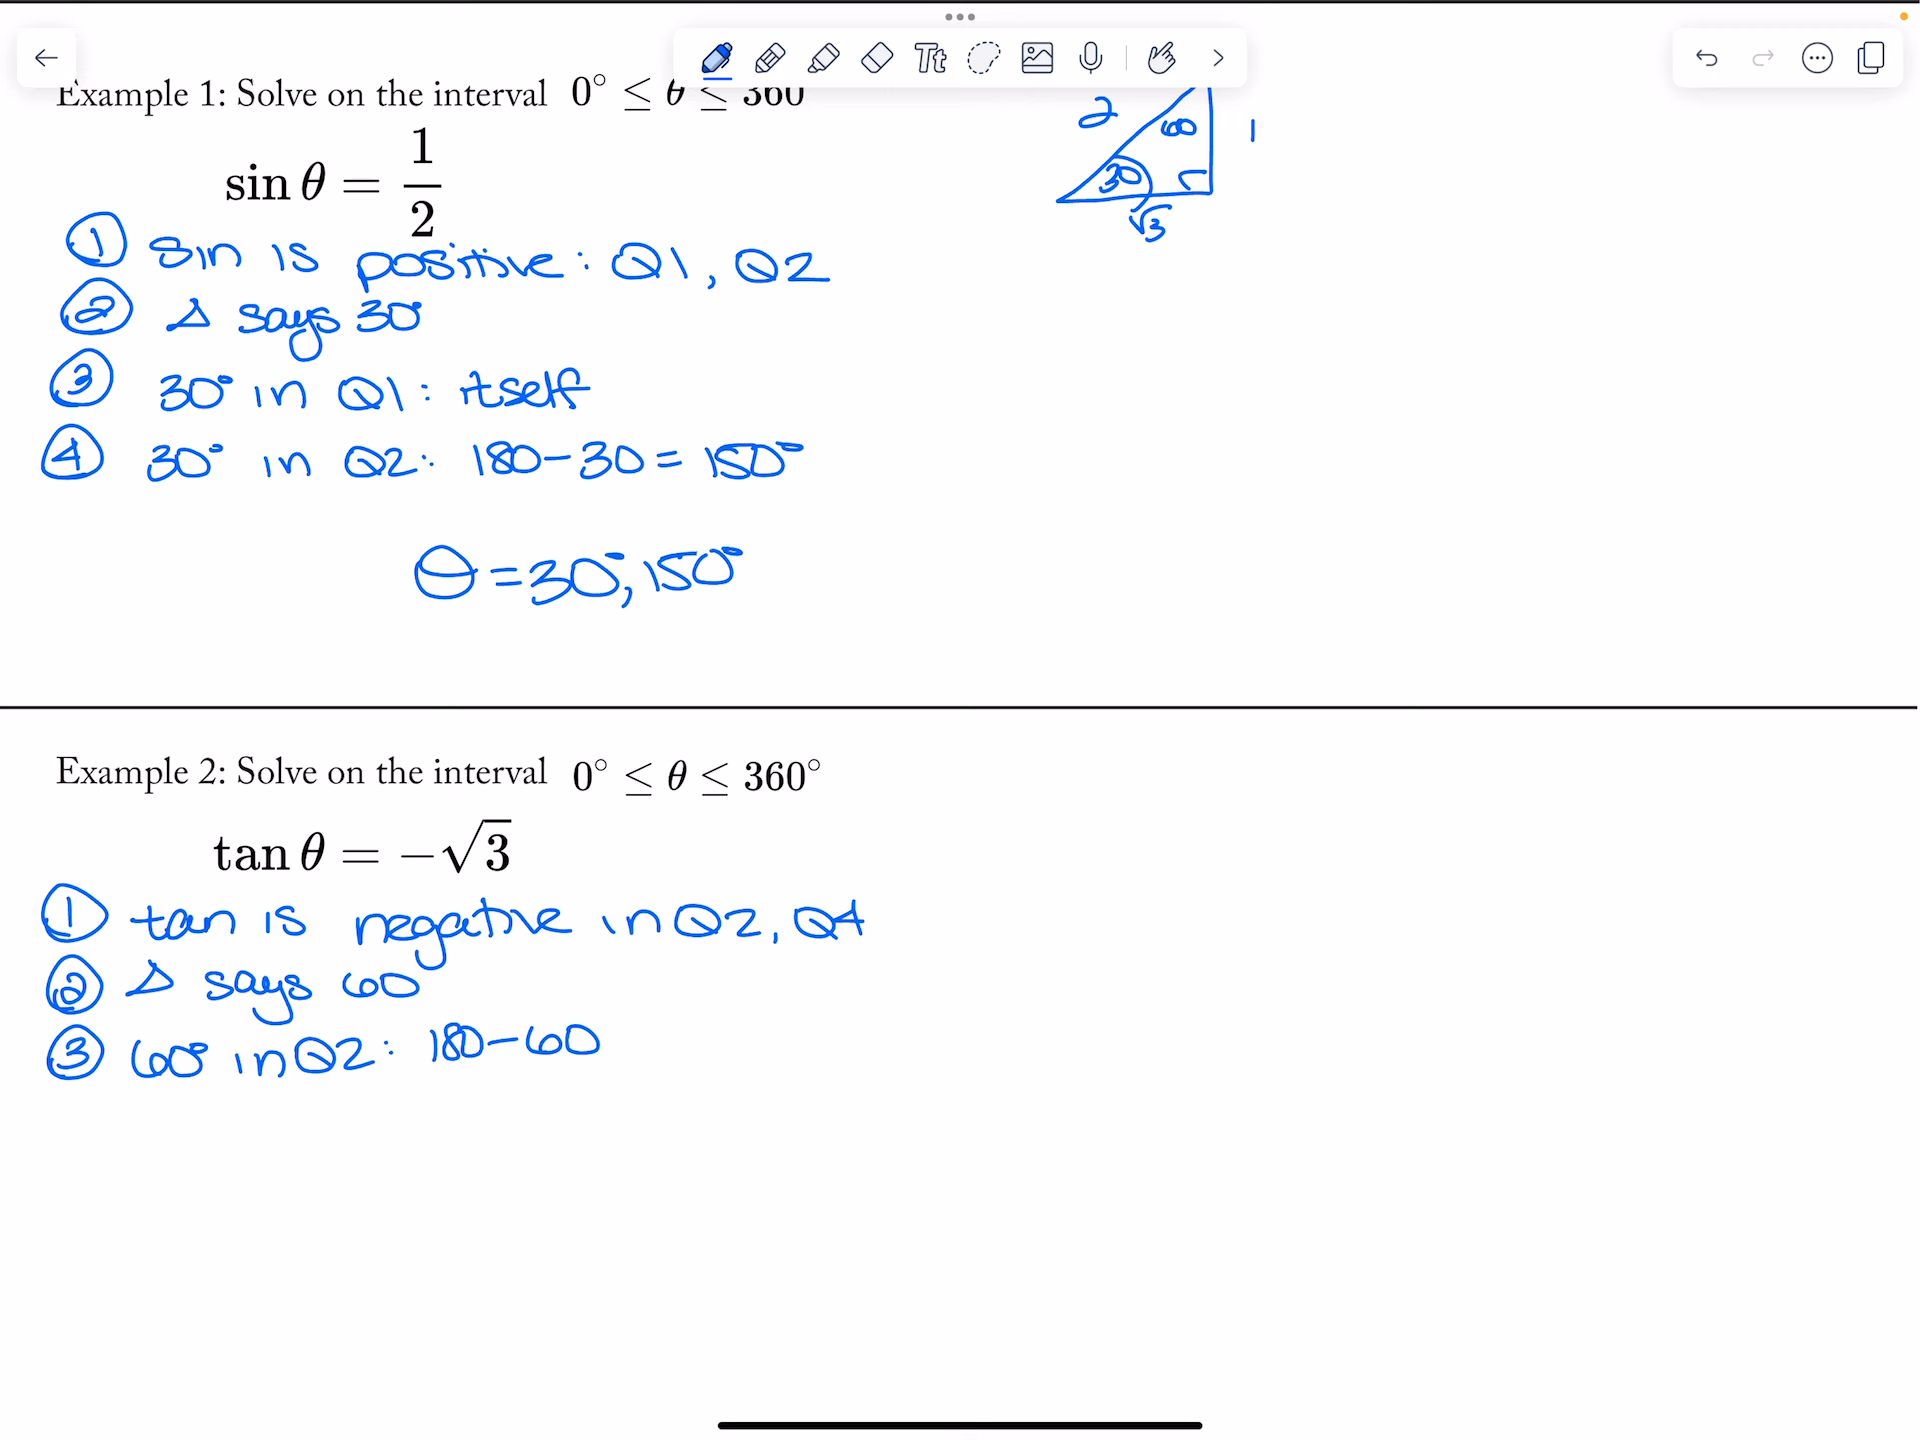 Tt
Example 1: Solve on the interval 0° ≤ θ ≤ 360
sin θ = 1/2
2
60
1
30
√3
① Sin is positive: Q1, Q2
② △ says 30°
③ 30° in Q1: itself
④ 30° in Q2: 180-30 = 150°
θ = 30°, 150°
Example 2: Solve on the interval 0° ≤ θ ≤ 360°
tan θ = -√3
① tan is negative in Q2, Q4
② △ says 60
③ 60° in Q2: 180-60